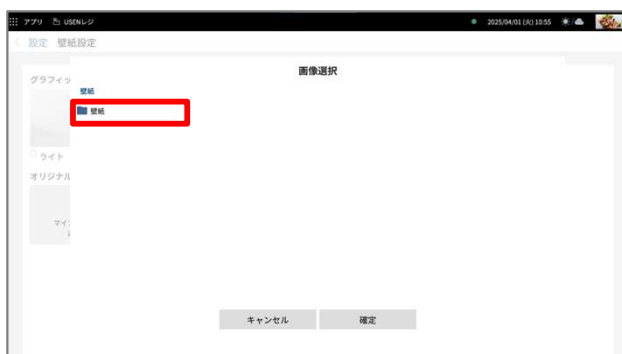 アプリ USENレジ 2025/04/01 (火) 10:55
設定 壁紙設定
画像選択
グラフィッ
壁紙
壁紙
ライト
オリジナル
マイ
キャンセル 確定